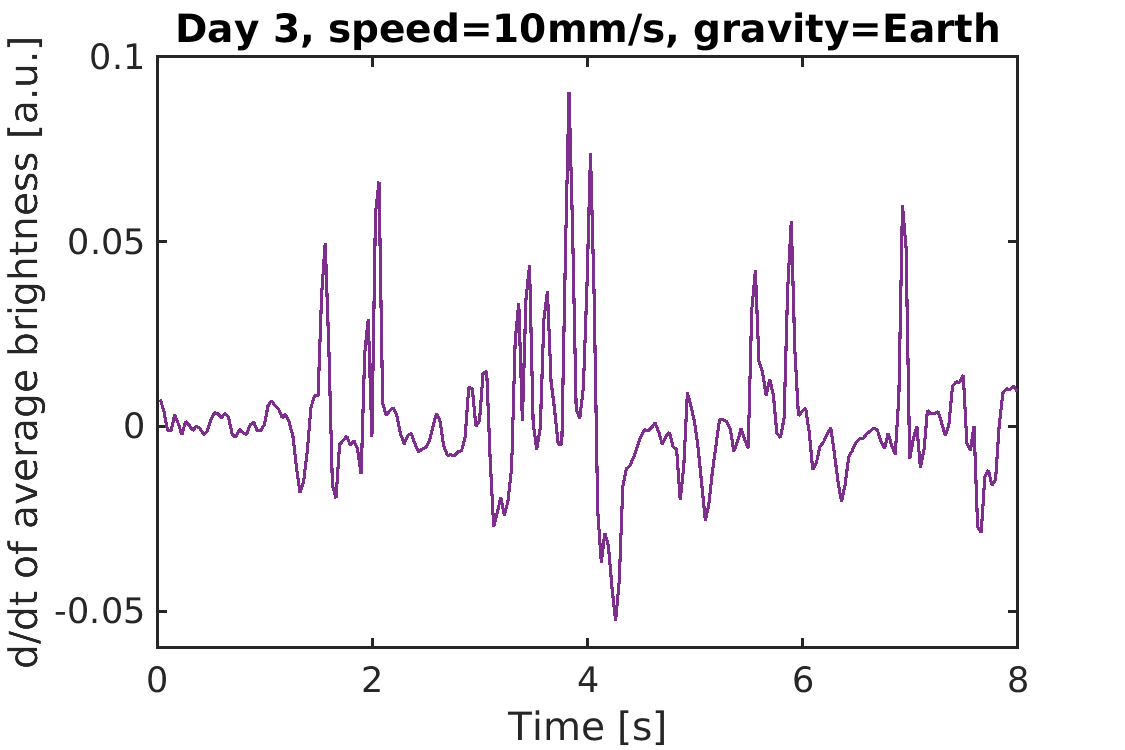 Day 3, speed=10mm/s, gravity=Earth
d/dt of average brightness [a.u.]
0.1
0.05
0
-0.05
0 2 4 6 8
Time [s]